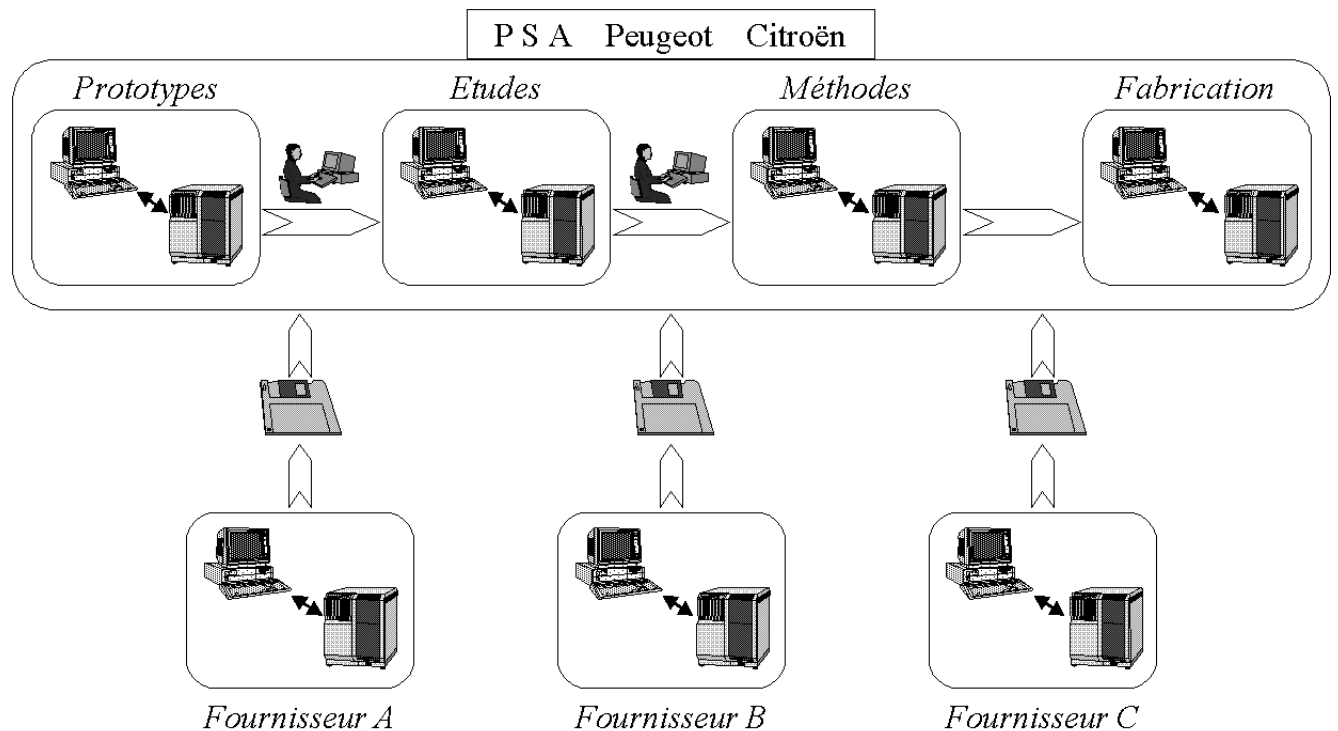 P S A Peugeot Citroën
Prototypes
Etudes
Méthodes
Fabrication
Fournisseur A
Fournisseur B
Fournisseur C